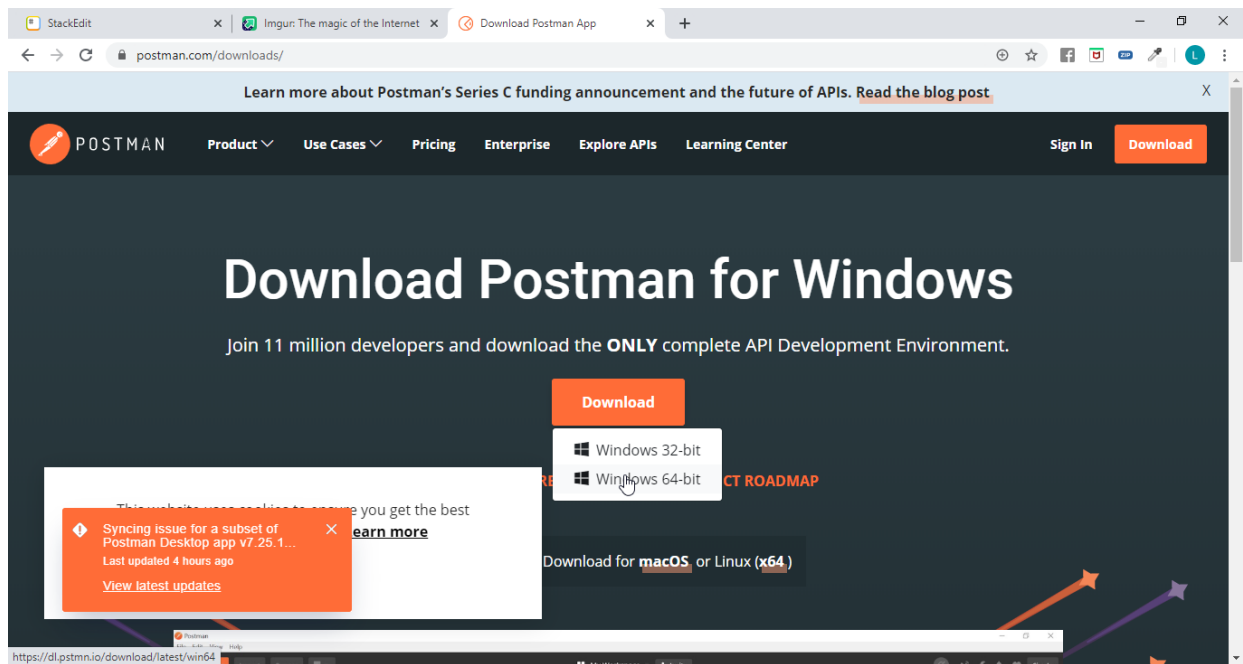 StackEdit
Imgur: The magic of the Internet
Download Postman App
postman.com/downloads/
ZIP
L
Learn more about Postman's Series C funding announcement and the future of APIs. Read the blog post
X
POSTMAN
Product
Use Cases
Pricing
Enterprise
Explore APIs
Learning Center
Sign In
Download
Download Postman for Windows
Join 11 million developers and download the ONLY complete API Development Environment.
Download
Windows 32-bit
Windows 64-bit
CT ROADMAP
This website uses cookies to ensure you get the best
earn more
Syncing issue for a subset of
Postman Desktop app v7.25.1...
Last updated 4 hours ago
View latest updates
Download for macOS or Linux (x64)
Postman
File Edit View Help
https://dl.pstmn.io/download/latest/win64